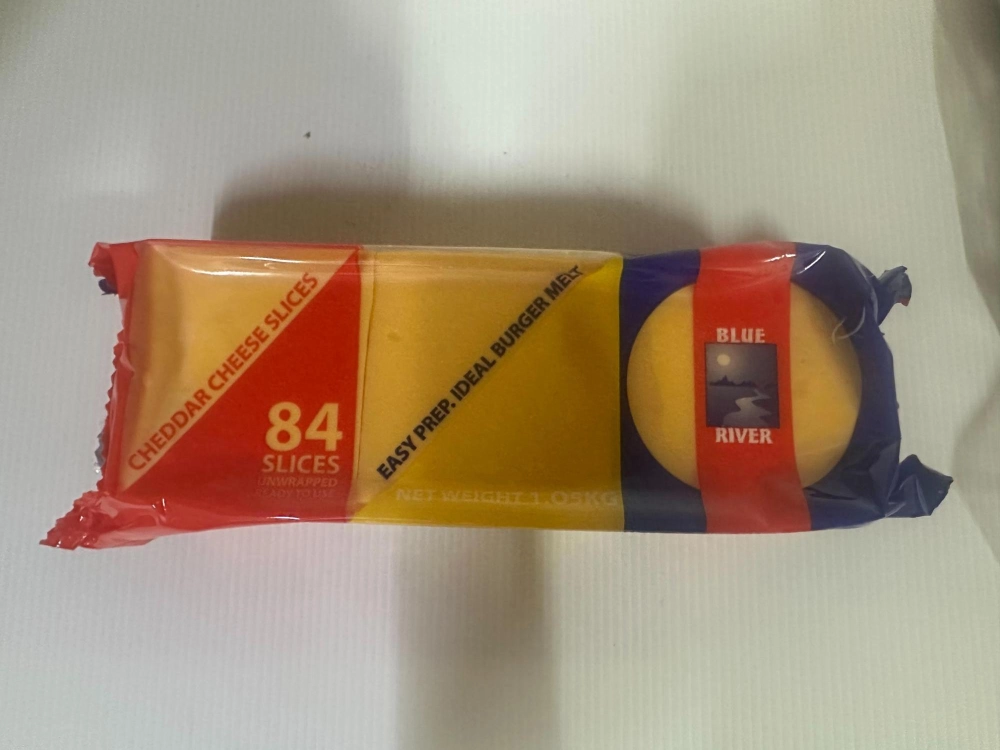 CHEDDAR CHEESE SLICES
84
SLICES
UNWRAPPED
READY TO USE
EASY PREP. IDEAL BURGER MELT
NET WEIGHT 1.05KG
BLUE
RIVER